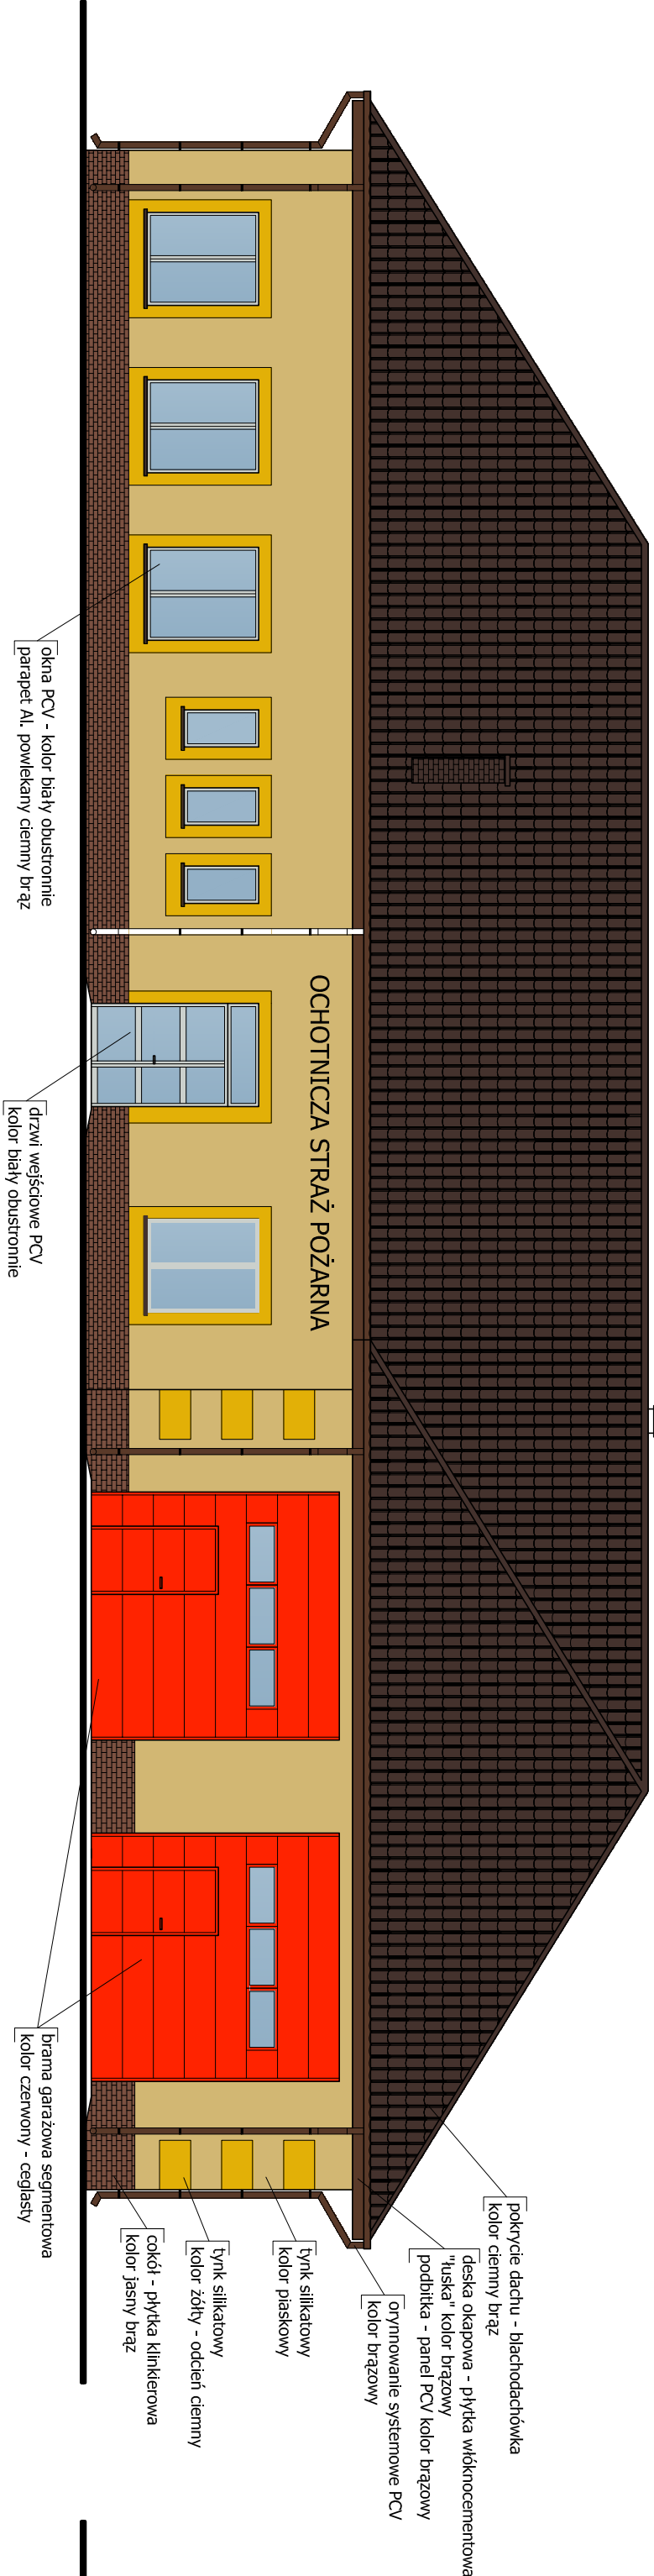 pokrycie dachu - blachodachówka
kolor ciemny brąz
deska okapowa - płytka włóknocementowa
"łuska" kolor brązowy
podbitka - panel PCV kolor brązowy
orynnowanie systemowe PCV
kolor brązowy
OCHOTNICZA STRAŻ POŻARNA
tynk silikatowy
kolor piaskowy
tynk silikatowy
kolor żółty - odcień ciemny
cokół - płytka klinkierowa
kolor jasny brąz
okna PCV - kolor biały obustronnie
parapet Al. powlekany ciemny brąz
drzwi wejściowe PCV
kolor biały obustronnie
brama garażowa segmentowa
kolor czerwony - ceglasty